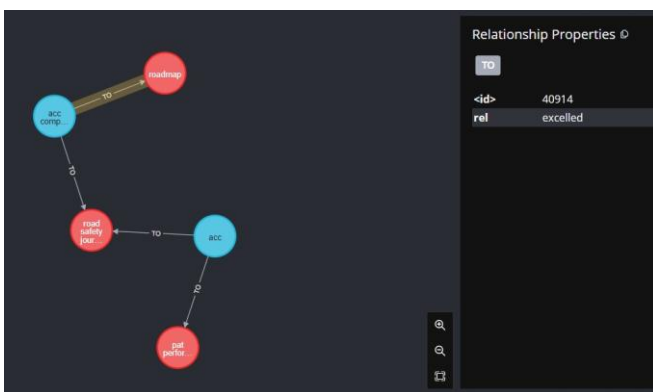 roadmap
TO
acc
comp...
TO
road
safety
jour...
TO
acc
TO
pat
perfor...
Relationship Properties
TO
<id> 40914
rel excelled